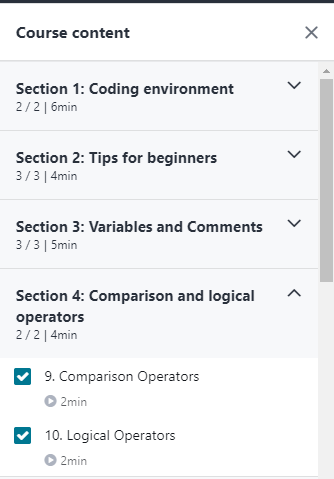 Course content
Section 1: Coding environment
2 / 2 | 6min
Section 2: Tips for beginners
3 / 3 | 4min
Section 3: Variables and Comments
3 / 3 | 5min
Section 4: Comparison and logical
operators
2 / 2 | 4min
9. Comparison Operators
2min
10. Logical Operators
2min